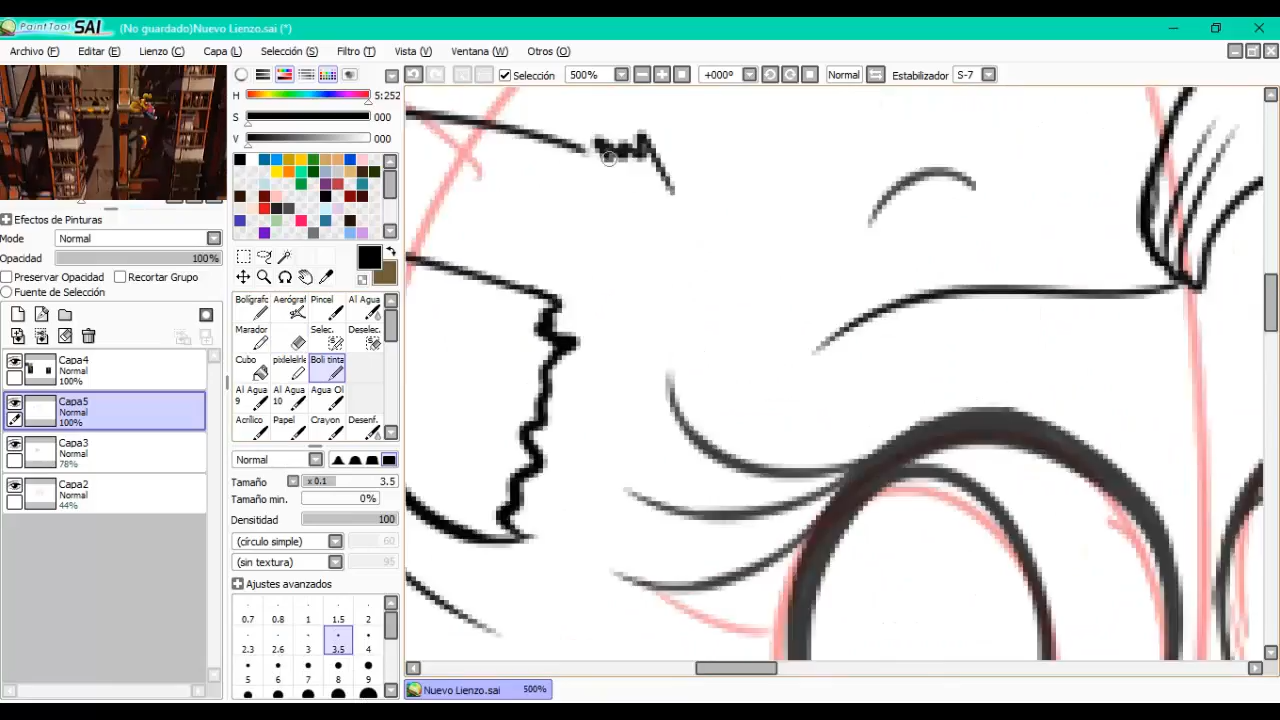 PaintTool SAI (No guardado)Nuevo Lienzo.sai (*)
Archivo (F) Editar (E) Lienzo (C) Capa (L) Selección (S) Filtro (T) Vista (V) Ventana (W) Otros (O)
Selección 500% +000° Normal Estabilizador S-7
H 5:252
S 000
V 000
Efectos de Pinturas
Mode Normal
Opacidad 100%
Preservar Opacidad Recortar Grupo
Fuente de Selección
Capa4
Normal
100%
Capa5
Normal
100%
Capa3
Normal
78%
Capa2
Normal
44%
Bolígrafo Aerógraf Pincel Al Agua
Marador Selec. Deselec.
Cubo Boli tinta
Al Agua 9 Al Agua 10 Agua Ol
Acrílico Papel Crayon Desenf.
Normal
Tamaño x 0.1 3.5
Tamaño min. 0%
Densitidad 100
(círculo simple) 60
(sin textura) 95
Ajustes avanzados
0.7 0.8 1 1.5 2
2.3 2.6 3 3.5 4
5 6 7 8 9
Nuevo Lienzo.sai 500%